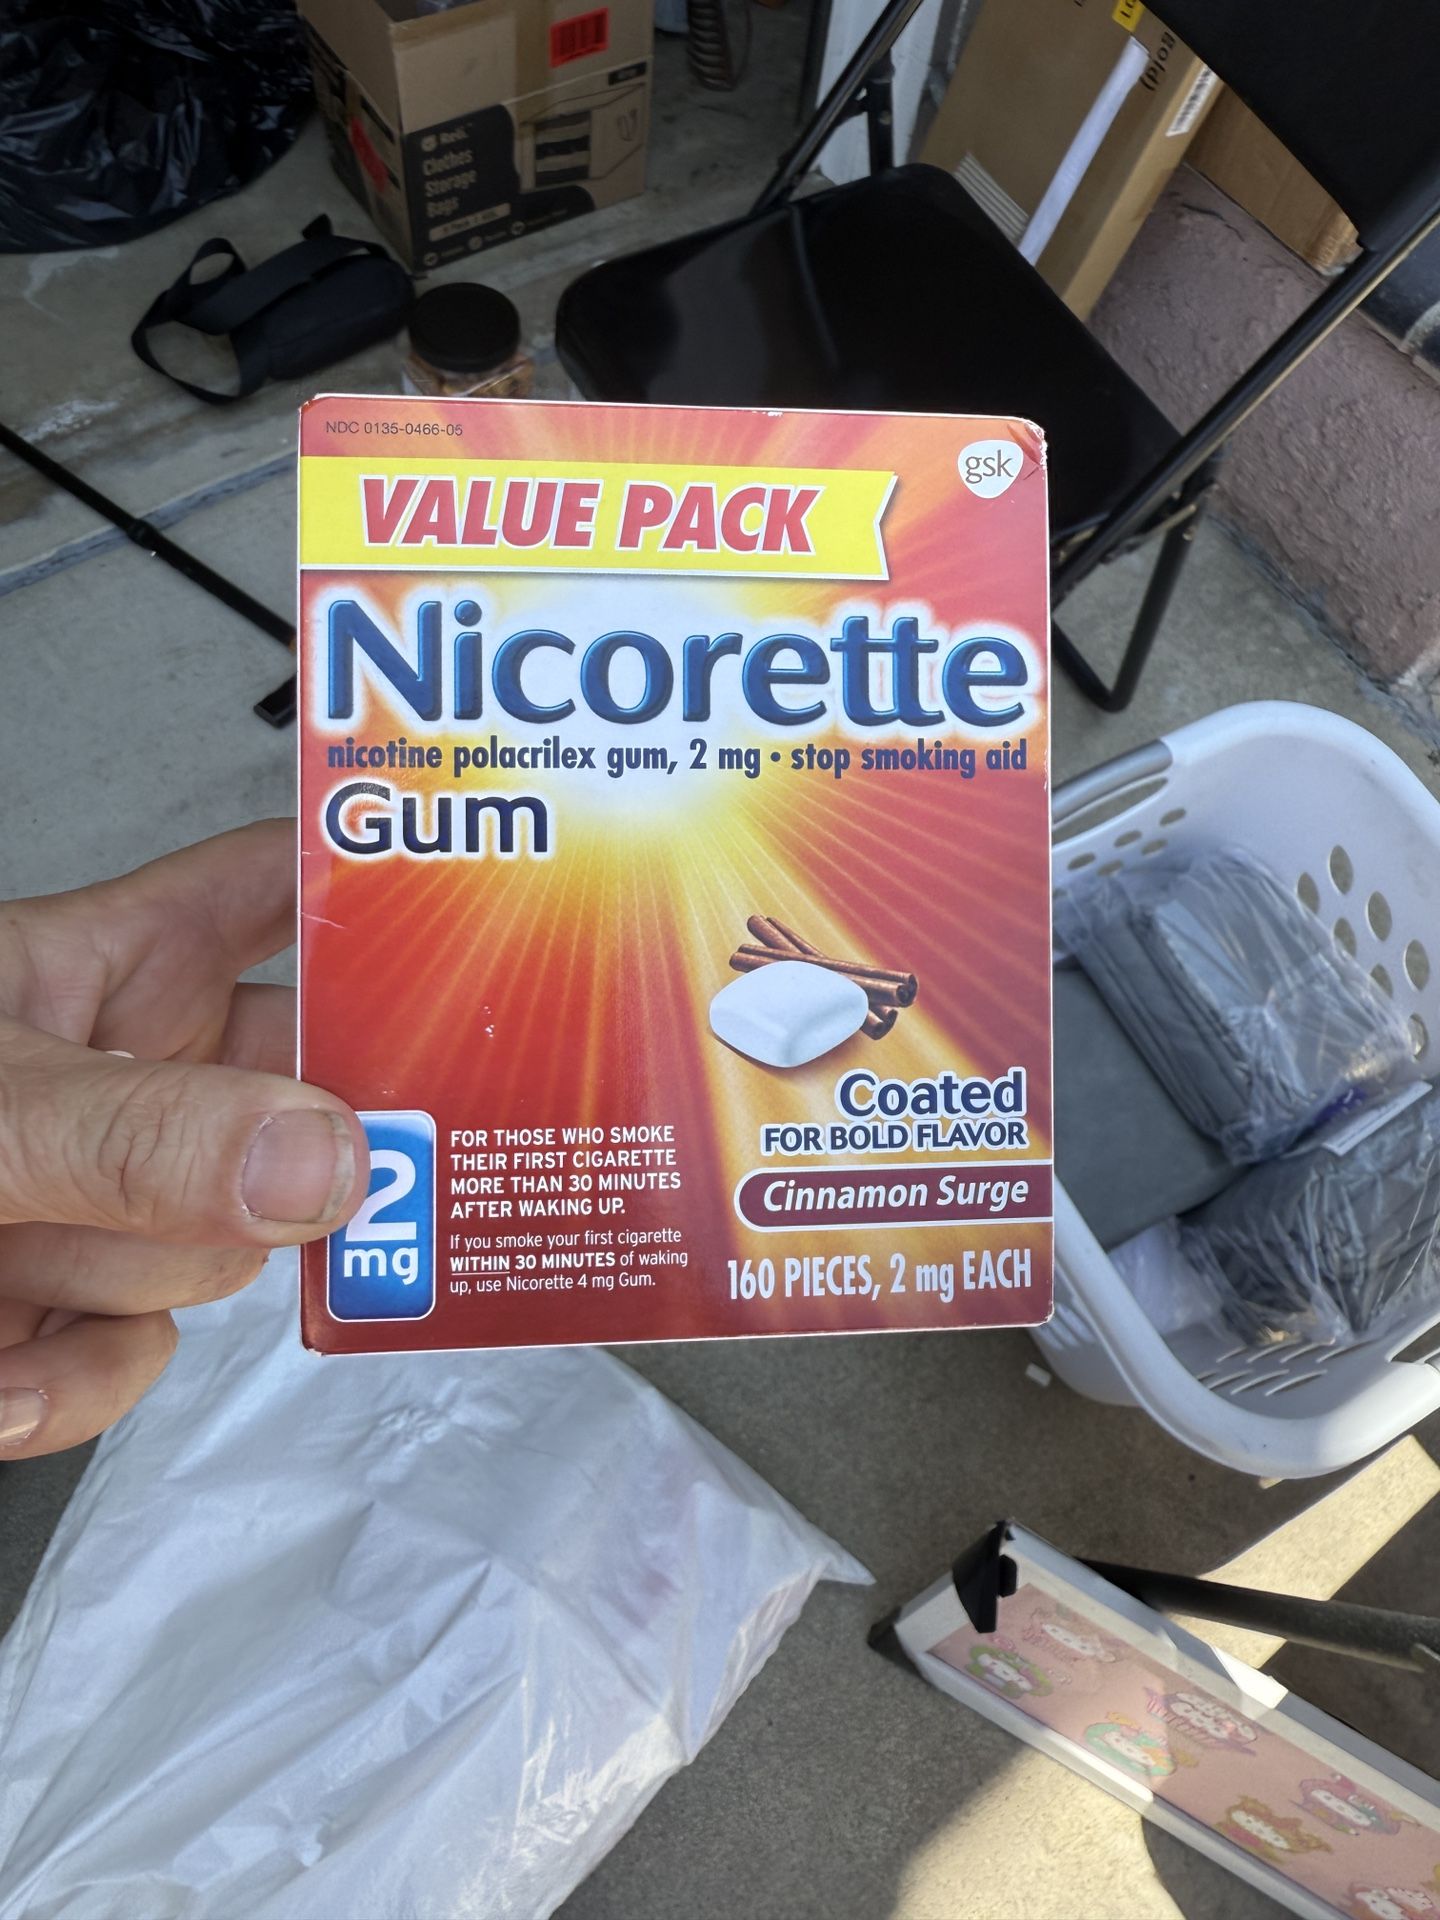 Relik
Clothes
Storage
Bags
(P)08
NDC 0135-0466-05
gsk
VALUE PACK
Nicorette
nicotine polacrilex gum, 2 mg • stop smoking aid
Gum
Coated
FOR BOLD FLAVOR
Cinnamon Surge
160 PIECES, 2 mg EACH
2
mg
FOR THOSE WHO SMOKE
THEIR FIRST CIGARETTE
MORE THAN 30 MINUTES
AFTER WAKING UP.
If you smoke your first cigarette
WITHIN 30 MINUTES of waking
up, use Nicorette 4 mg Gum.